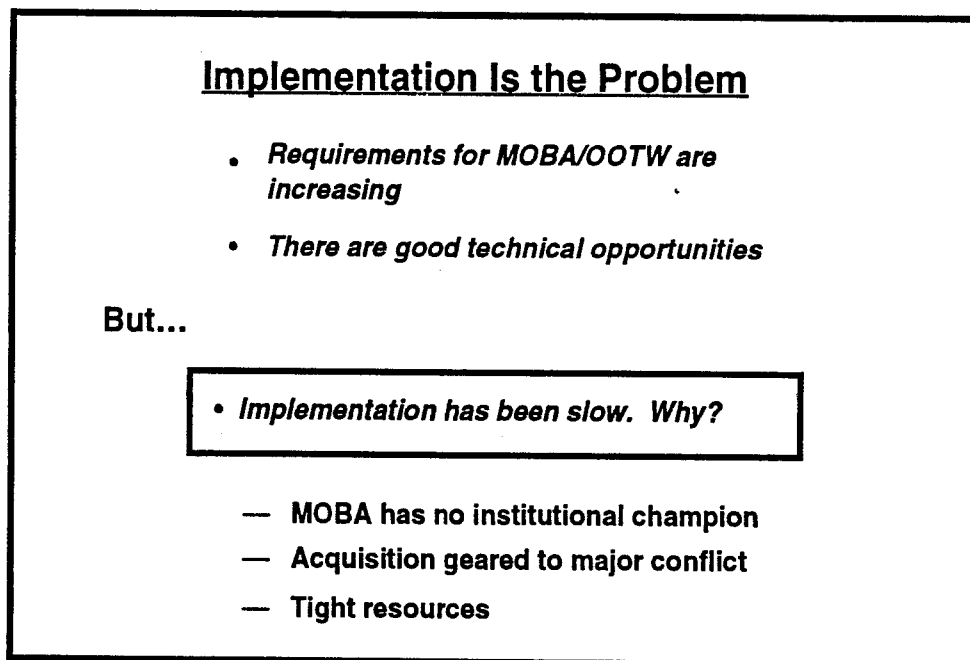 Implementation Is the Problem
• Requirements for MOBA/OOTW are
increasing
• There are good technical opportunities
But...
• Implementation has been slow. Why?
— MOBA has no institutional champion
— Acquisition geared to major conflict
— Tight resources